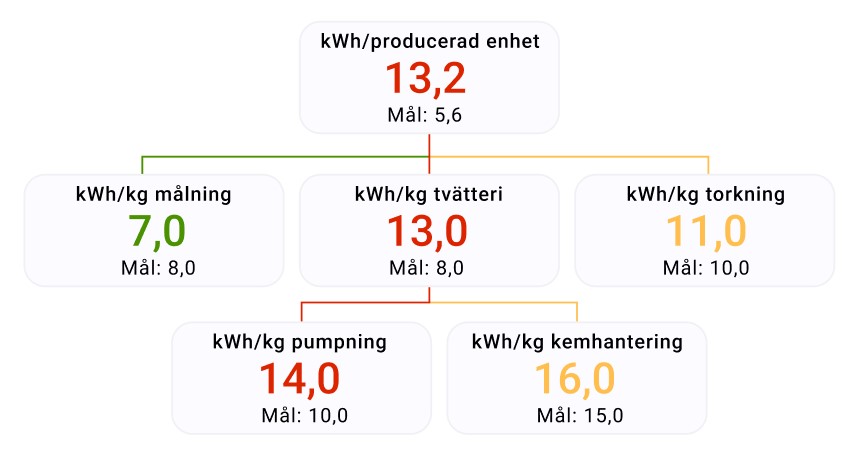 kWh/producerad enhet
13,2
Mål: 5,6
kWh/kg målning
7,0
Mål: 8,0
kWh/kg tvätteri
13,0
Mål: 8,0
kWh/kg torkning
11,0
Mål: 10,0
kWh/kg pumpning
14,0
Mål: 10,0
kWh/kg kemhantering
16,0
Mål: 15,0